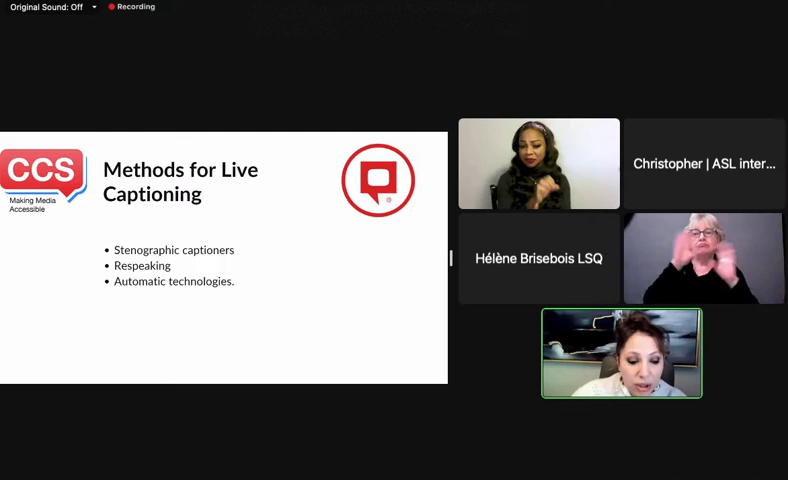 Original Sound: Off
Recording
CCS
Making Media
Accessible
Methods for Live
Captioning
• Stenographic captioners
• Respeaking
• Automatic technologies.
®
Christopher | ASL inter...
Hélène Brisebois LSQ